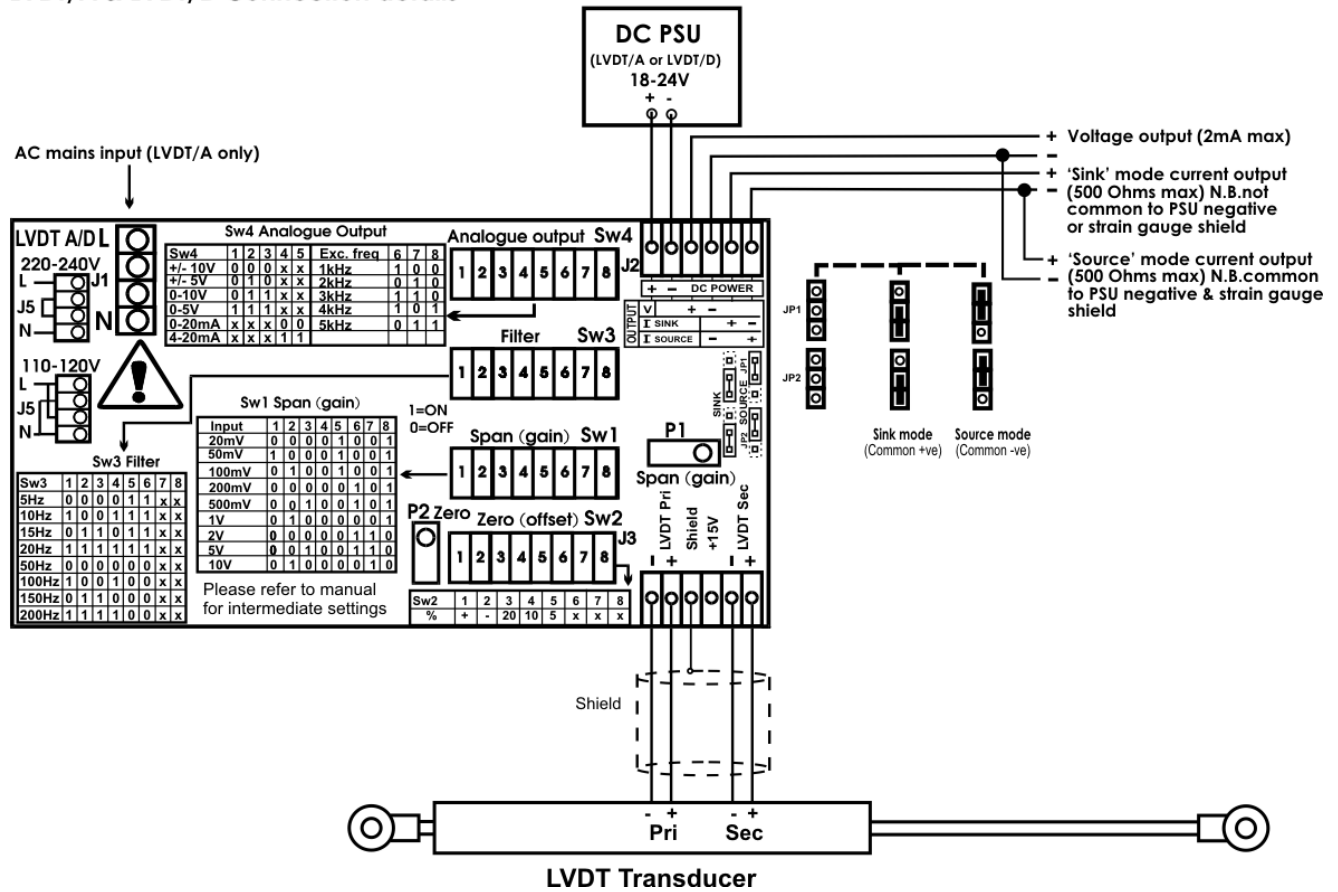 DC PSU
(LVDT/A or LVDT/D)
18-24V
+ -
AC mains input (LVDT/A only)
+ Voltage output (2mA max)
-
+ 'Sink' mode current output
- (500 Ohms max) N.B.not
common to PSU negative
or strain gauge shield
+ 'Source' mode current output
- (500 Ohms max) N.B.common
to PSU negative & strain gauge
shield
LVDT A/D L
J1
N
220-240V
L
J5
N
110-120V
L
J5
N
Sw4 Analogue Output
Sw4 1 2 3 4 5 Exc. freq 6 7 8
+/- 10V 0 0 0 x x 1kHz 1 0 0
+/- 5V 0 1 0 x x 2kHz 0 1 0
0-10V 0 1 1 x x 3kHz 1 1 0
0-5V 1 1 1 x x 4kHz 1 0 1
0-20mA x x x 0 0 5kHz 0 1 1
4-20mA x x x 1 1
Analogue output Sw4
1 2 3 4 5 6 7 8
J2
+ - DC POWER
OUTPUT
V + -
I SINK + -
I SOURCE - +
Filter Sw3
1 2 3 4 5 6 7 8
SINK
SOURCE
JP1
JP2
JP1
JP2
Sink mode
(Common +ve)
Source mode
(Common -ve)
Sw1 Span (gain)
Input 1 2 3 4 5 6 7 8
20mV 0 0 0 0 1 0 0 1
50mV 1 0 0 0 1 0 0 1
100mV 0 1 0 0 1 0 0 1
200mV 0 0 0 0 0 1 0 1
500mV 0 0 1 0 0 1 0 1
1V 0 1 0 0 0 0 0 1
2V 0 0 0 0 0 1 1 0
5V 0 0 1 0 0 1 1 0
10V 0 1 0 0 0 0 1 0
1=ON
0=OFF
Span (gain) Sw1
1 2 3 4 5 6 7 8
P1
Span (gain)
Sw3 Filter
Sw3 1 2 3 4 5 6 7 8
5Hz 0 0 0 0 1 1 x x
10Hz 1 0 0 1 1 1 x x
15Hz 0 1 1 0 1 1 x x
20Hz 1 1 1 1 1 1 x x
50Hz 0 0 0 0 0 0 x x
100Hz 1 0 0 1 0 0 x x
150Hz 0 1 1 0 0 0 x x
200Hz 1 1 1 1 0 0 x x
Please refer to manual
for intermediate settings
P2 Zero
Zero (offset) Sw2
1 2 3 4 5 6 7 8
J3
Sw2 1 2 3 4 5 6 7 8
% + - 20 10 5 x x x
- + LVDT Pri
Shield
+15V
- + LVDT Sec
Shield
- + - +
Pri Sec
LVDT Transducer